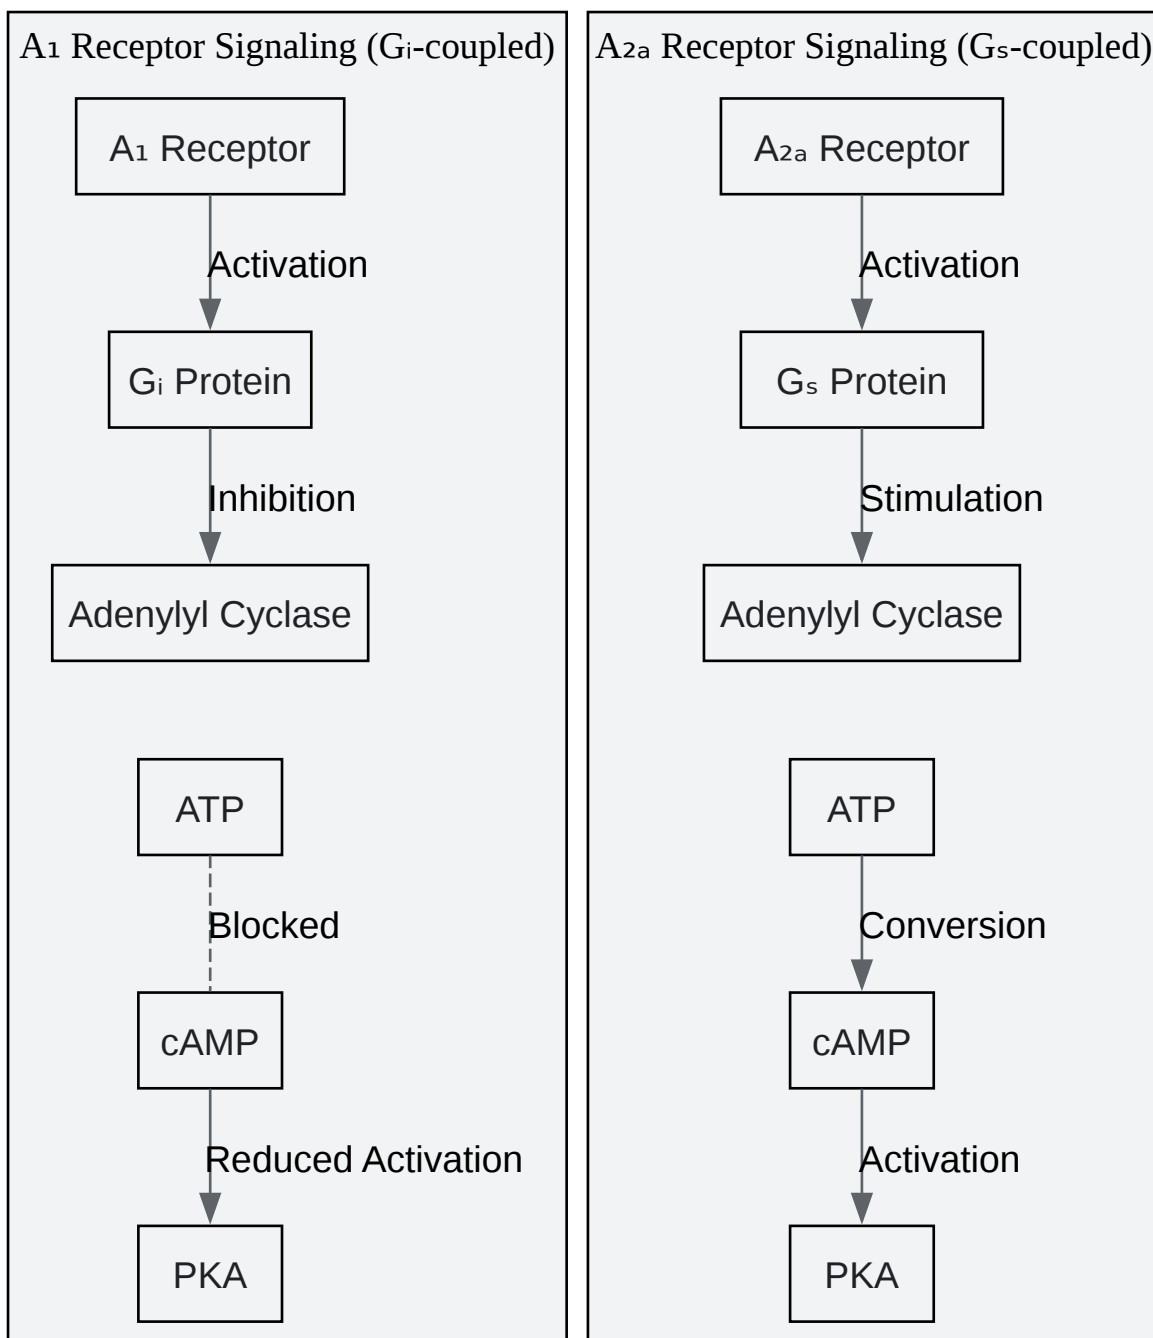 A₁ Receptor Signaling (Gᵢ-coupled)
A₁ Receptor
Activation
Gᵢ Protein
Inhibition
Adenylyl Cyclase
ATP
Blocked
cAMP
Reduced Activation
PKA
A₂ₐ Receptor Signaling (Gₛ-coupled)
A₂ₐ Receptor
Activation
Gₛ Protein
Stimulation
Adenylyl Cyclase
ATP
Conversion
cAMP
Activation
PKA